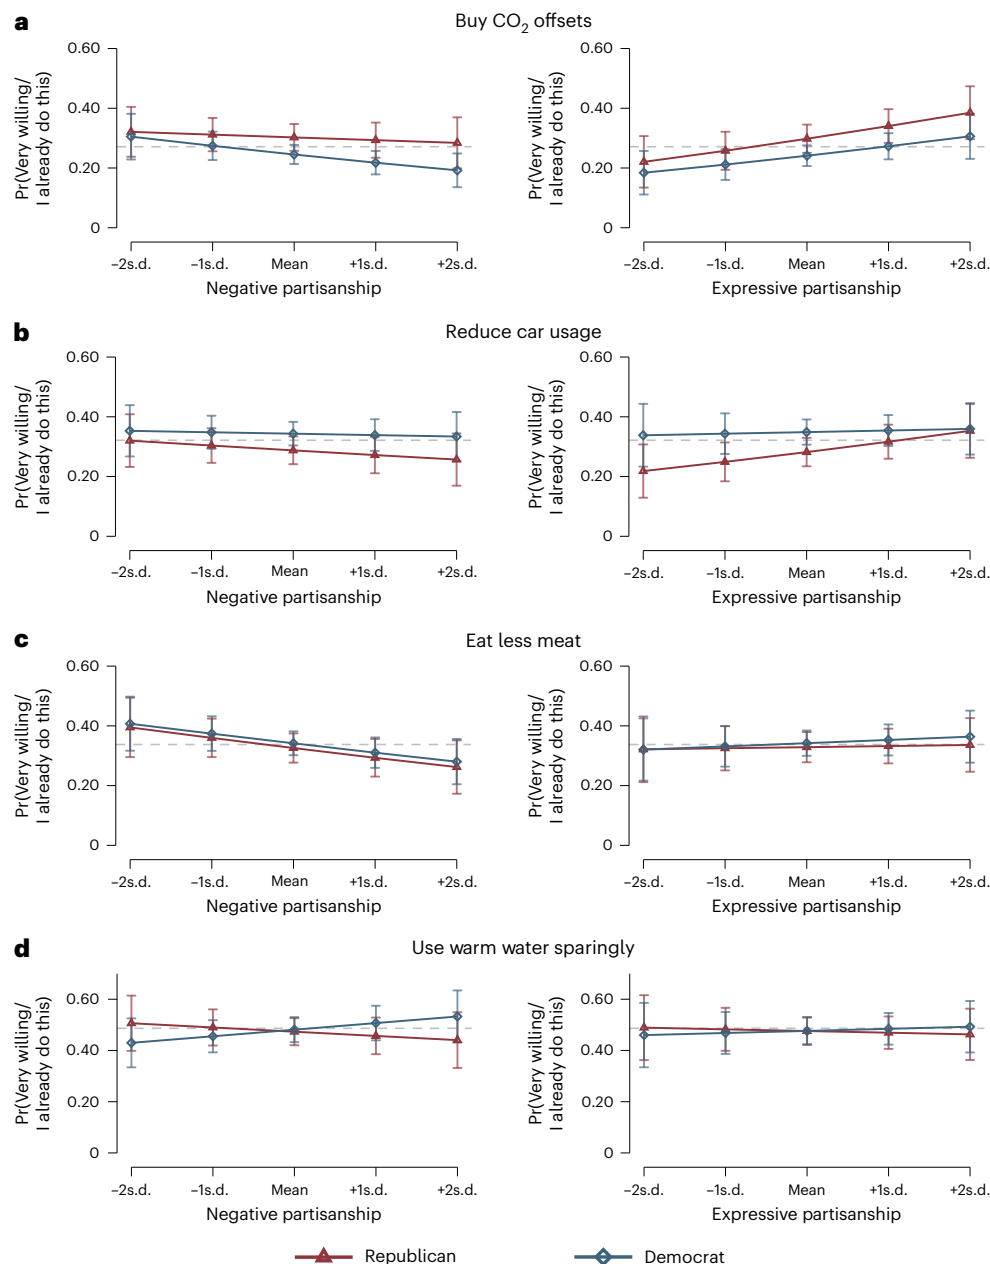 a
Buy CO2 offsets
Pr(Very willing/
I already do this)
0.60
0.40
0.20
0
−2s.d. −1s.d. Mean +1s.d. +2s.d.
Negative partisanship
Pr(Very willing/
I already do this)
0.60
0.40
0.20
0
−2s.d. −1s.d. Mean +1s.d. +2s.d.
Expressive partisanship
b
Reduce car usage
Pr(Very willing/
I already do this)
0.60
0.40
0.20
0
−2s.d. −1s.d. Mean +1s.d. +2s.d.
Negative partisanship
Pr(Very willing/
I already do this)
0.60
0.40
0.20
0
−2s.d. −1s.d. Mean +1s.d. +2s.d.
Expressive partisanship
c
Eat less meat
Pr(Very willing/
I already do this)
0.60
0.40
0.20
0
−2s.d. −1s.d. Mean +1s.d. +2s.d.
Negative partisanship
Pr(Very willing/
I already do this)
0.60
0.40
0.20
0
−2s.d. −1s.d. Mean +1s.d. +2s.d.
Expressive partisanship
d
Use warm water sparingly
Pr(Very willing/
I already do this)
0.60
0.40
0.20
0
−2s.d. −1s.d. Mean +1s.d. +2s.d.
Negative partisanship
Pr(Very willing/
I already do this)
0.60
0.40
0.20
0
−2s.d. −1s.d. Mean +1s.d. +2s.d.
Expressive partisanship
Republican Democrat